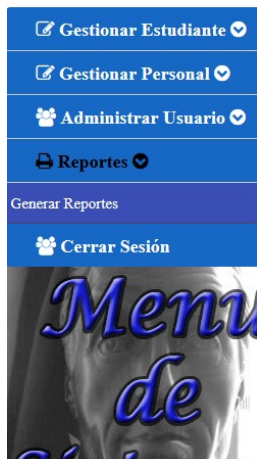 Gestionar Estudiante
Gestionar Personal
Administrar Usuario
Reportes
Generar Reportes
Cerrar Sesión
Menu
de